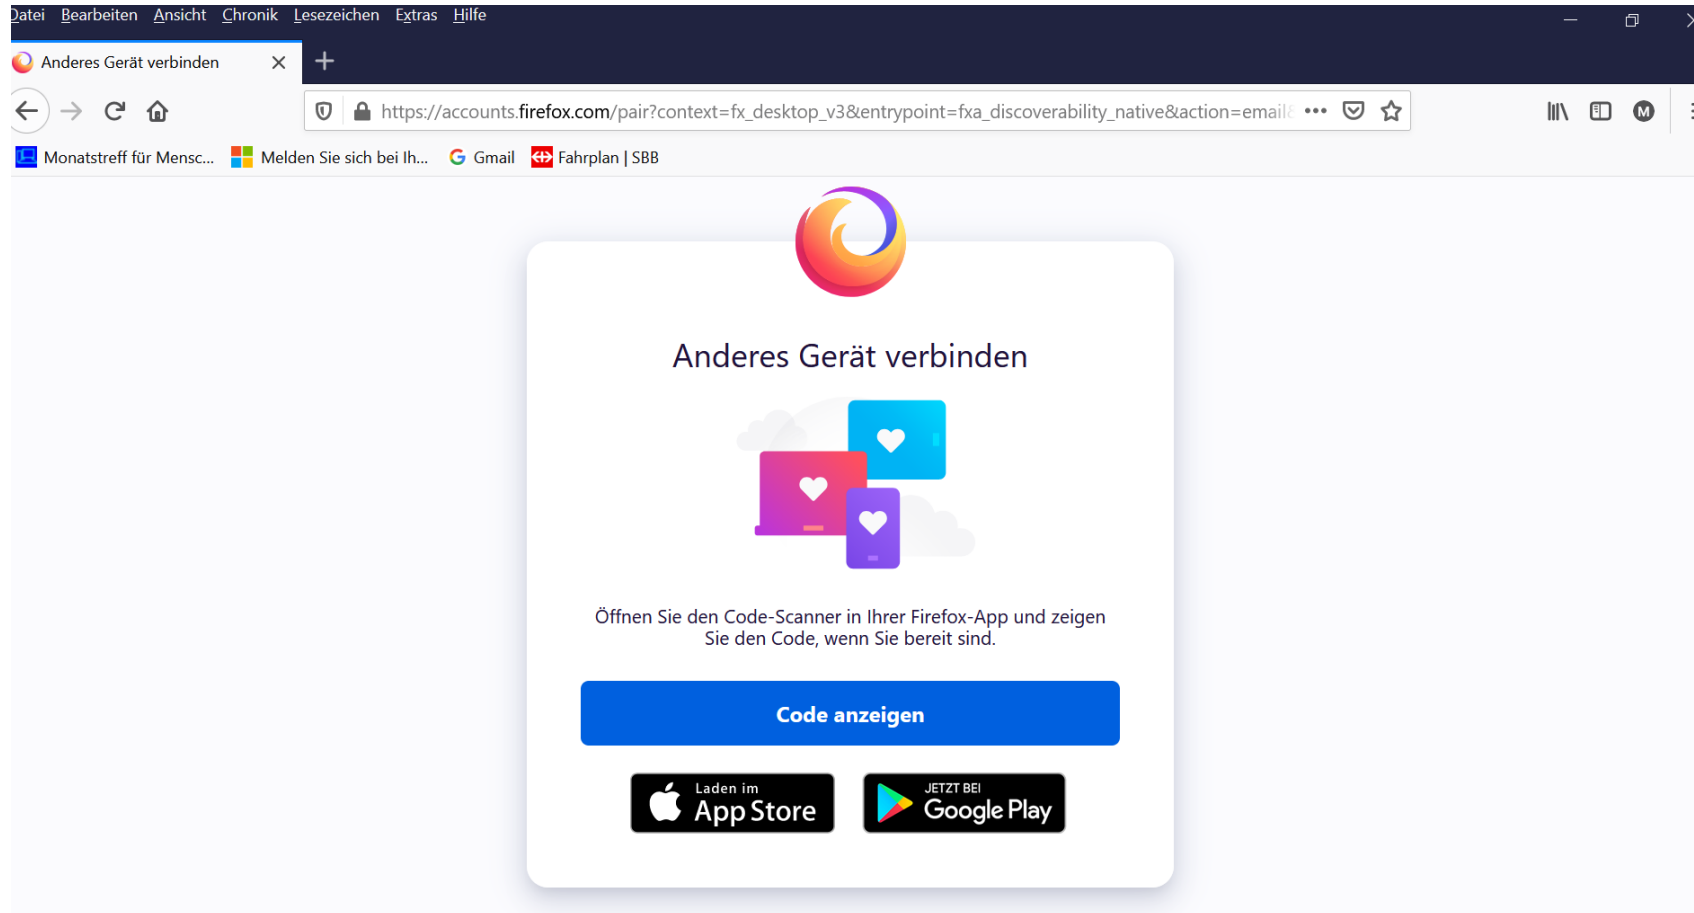 Datei Bearbeiten Ansicht Chronik Lesezeichen Extras Hilfe
Anderes Gerät verbinden
https://accounts.firefox.com/pair?context=fx_desktop_v3&entrypoint=fxa_discoverability_native&action=email
M
Monatstreff für Mensc... Melden Sie sich bei Ih... G Gmail Fahrplan | SBB
Anderes Gerät verbinden
Öffnen Sie den Code-Scanner in Ihrer Firefox-App und zeigen
Sie den Code, wenn Sie bereit sind.
Code anzeigen
Laden im
App Store
JETZT BEI
Google Play